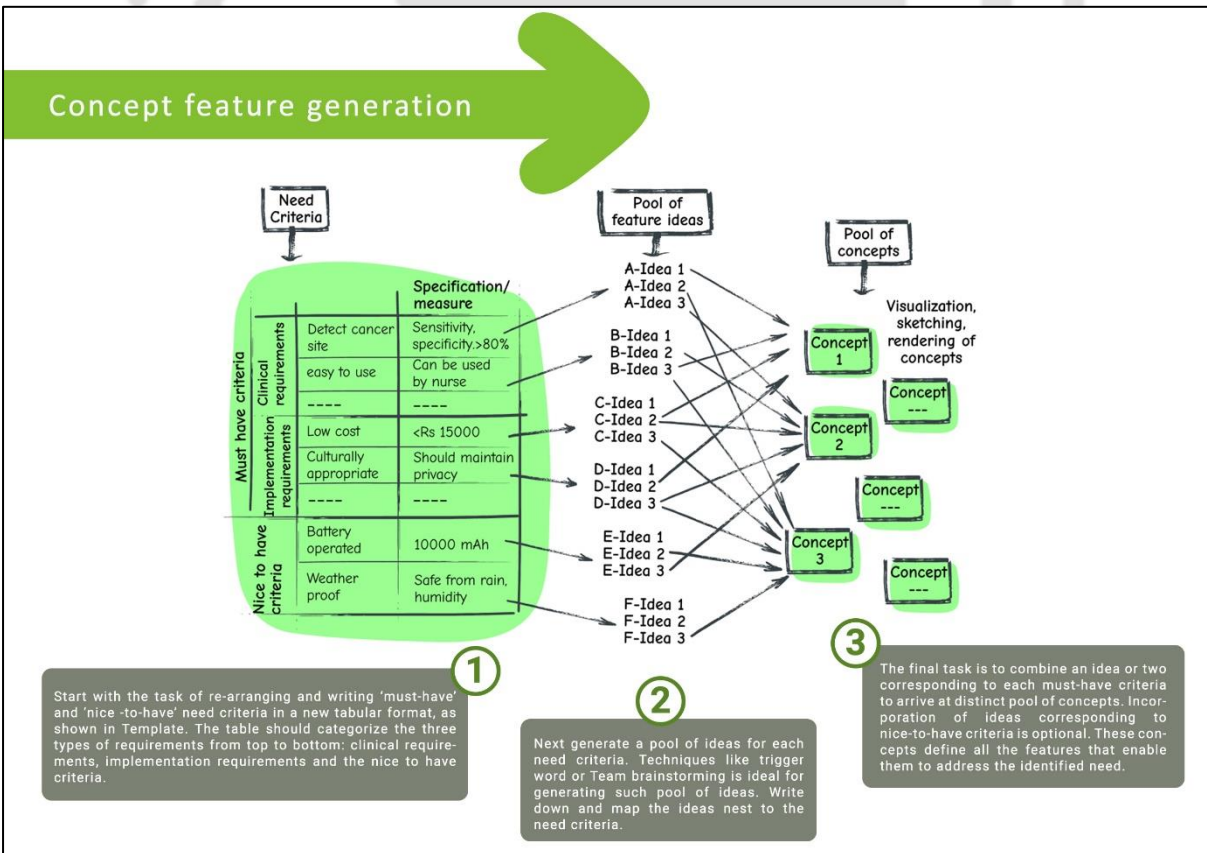 Concept feature generation
Need
Criteria
Specification/
measure
Must have criteria
Clinical
requirements
Detect cancer
site
Sensitivity,
specificity.>80%
easy to use
Can be used
by nurse
----
----
Implementation
requirements
Low cost
<Rs 15000
Culturally
appropriate
Should maintain
privacy
----
----
Nice to have
criteria
Battery
operated
10000 mAh
Weather
proof
Safe from rain,
humidity
Pool of
feature ideas
A-Idea 1
A-Idea 2
A-Idea 3
B-Idea 1
B-Idea 2
B-Idea 3
C-Idea 1
C-Idea 2
C-Idea 3
D-Idea 1
D-Idea 2
D-Idea 3
E-Idea 1
E-Idea 2
E-Idea 3
F-Idea 1
F-Idea 2
F-Idea 3
Pool of
concepts
Visualization,
sketching,
rendering of
concepts
Concept
1
Concept
---
Concept
2
Concept
---
Concept
3
Concept
---
1
Start with the task of re-arranging and writing ‘must-have’
and ‘nice -to-have’ need criteria in a new tabular format, as
shown in Template. The table should categorize the three
types of requirements from top to bottom: clinical require-
ments, implementation requirements and the nice to have
criteria.
2
Next generate a pool of ideas for each
need criteria. Techniques like trigger
word or Team brainstorming is ideal for
generating such pool of ideas. Write
down and map the ideas nest to the
need criteria.
3
The final task is to combine an idea or two
corresponding to each must-have criteria
to arrive at distinct pool of concepts. Incor-
poration of ideas corresponding to
nice-to-have criteria is optional. These con-
cepts define all the features that enable
them to address the identified need.